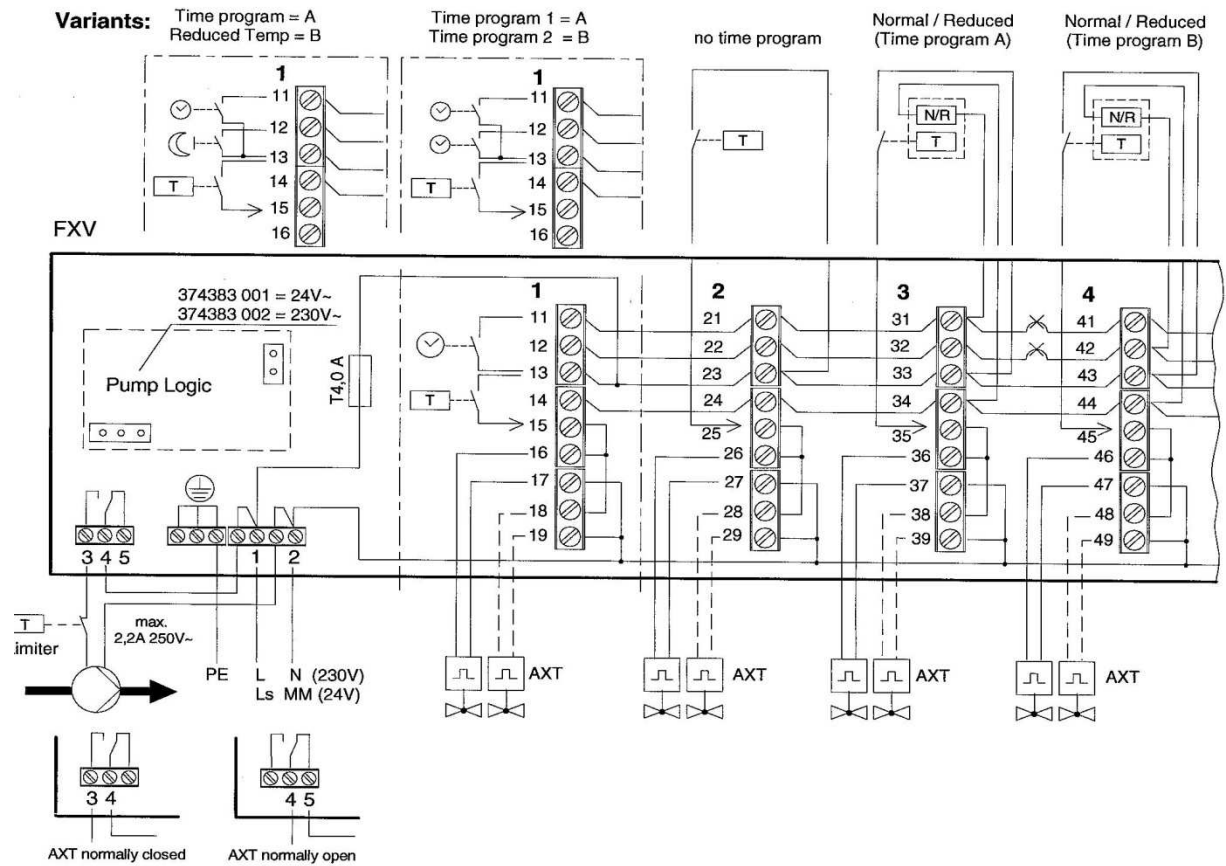 Variants:
Time program = A
Reduced Temp = B
Time program 1 = A
Time program 2 = B
no time program
Normal / Reduced
(Time program A)
Normal / Reduced
(Time program B)
1
11
12
13
14
15
16
T
1
11
12
13
14
15
16
T
T
N/R
T
N/R
T
FXV
374383 001 = 24V~
374383 002 = 230V~
Pump Logic
T4,0 A
1
11
12
13
14
15
16
17
18
19
T
2
21
22
23
24
25
26
27
28
29
3
31
32
33
34
35
36
37
38
39
4
41
42
43
44
45
46
47
48
49
3 4 5
1 2
T
imiter
max.
2,2A 250V~
PE
L N (230V)
Ls MM (24V)
AXT
AXT
AXT
AXT
3 4
AXT normally closed
4 5
AXT normally open